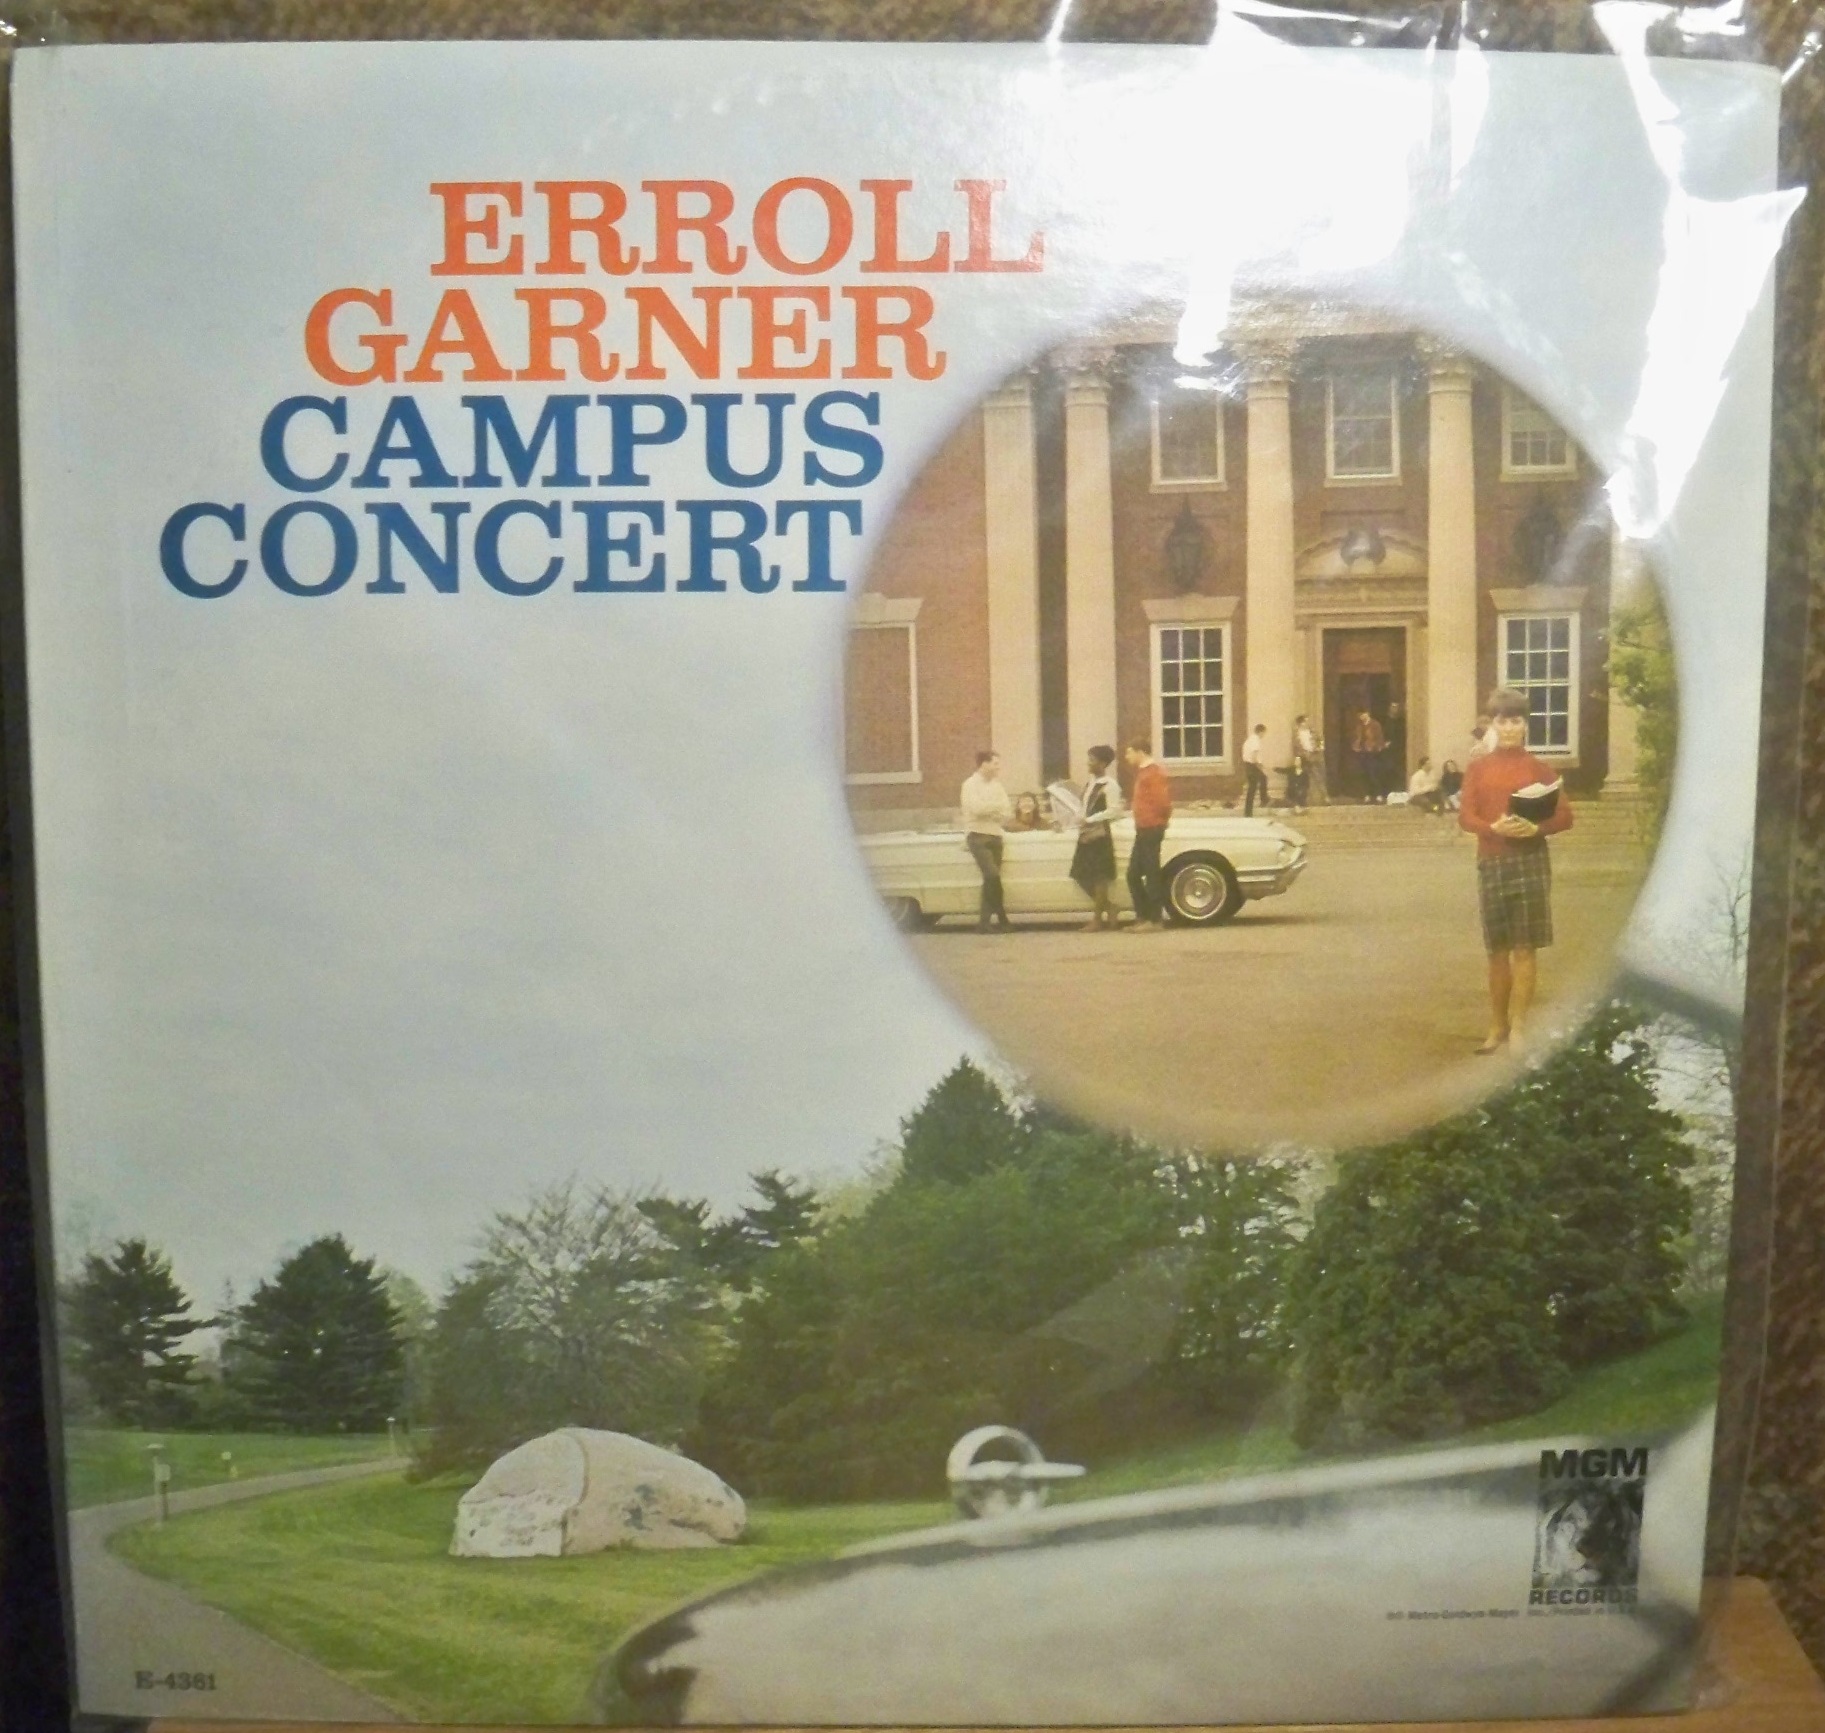 ERROLL
GARNER
CAMPUS
CONCERT
MGM
RECORDS
E-4361